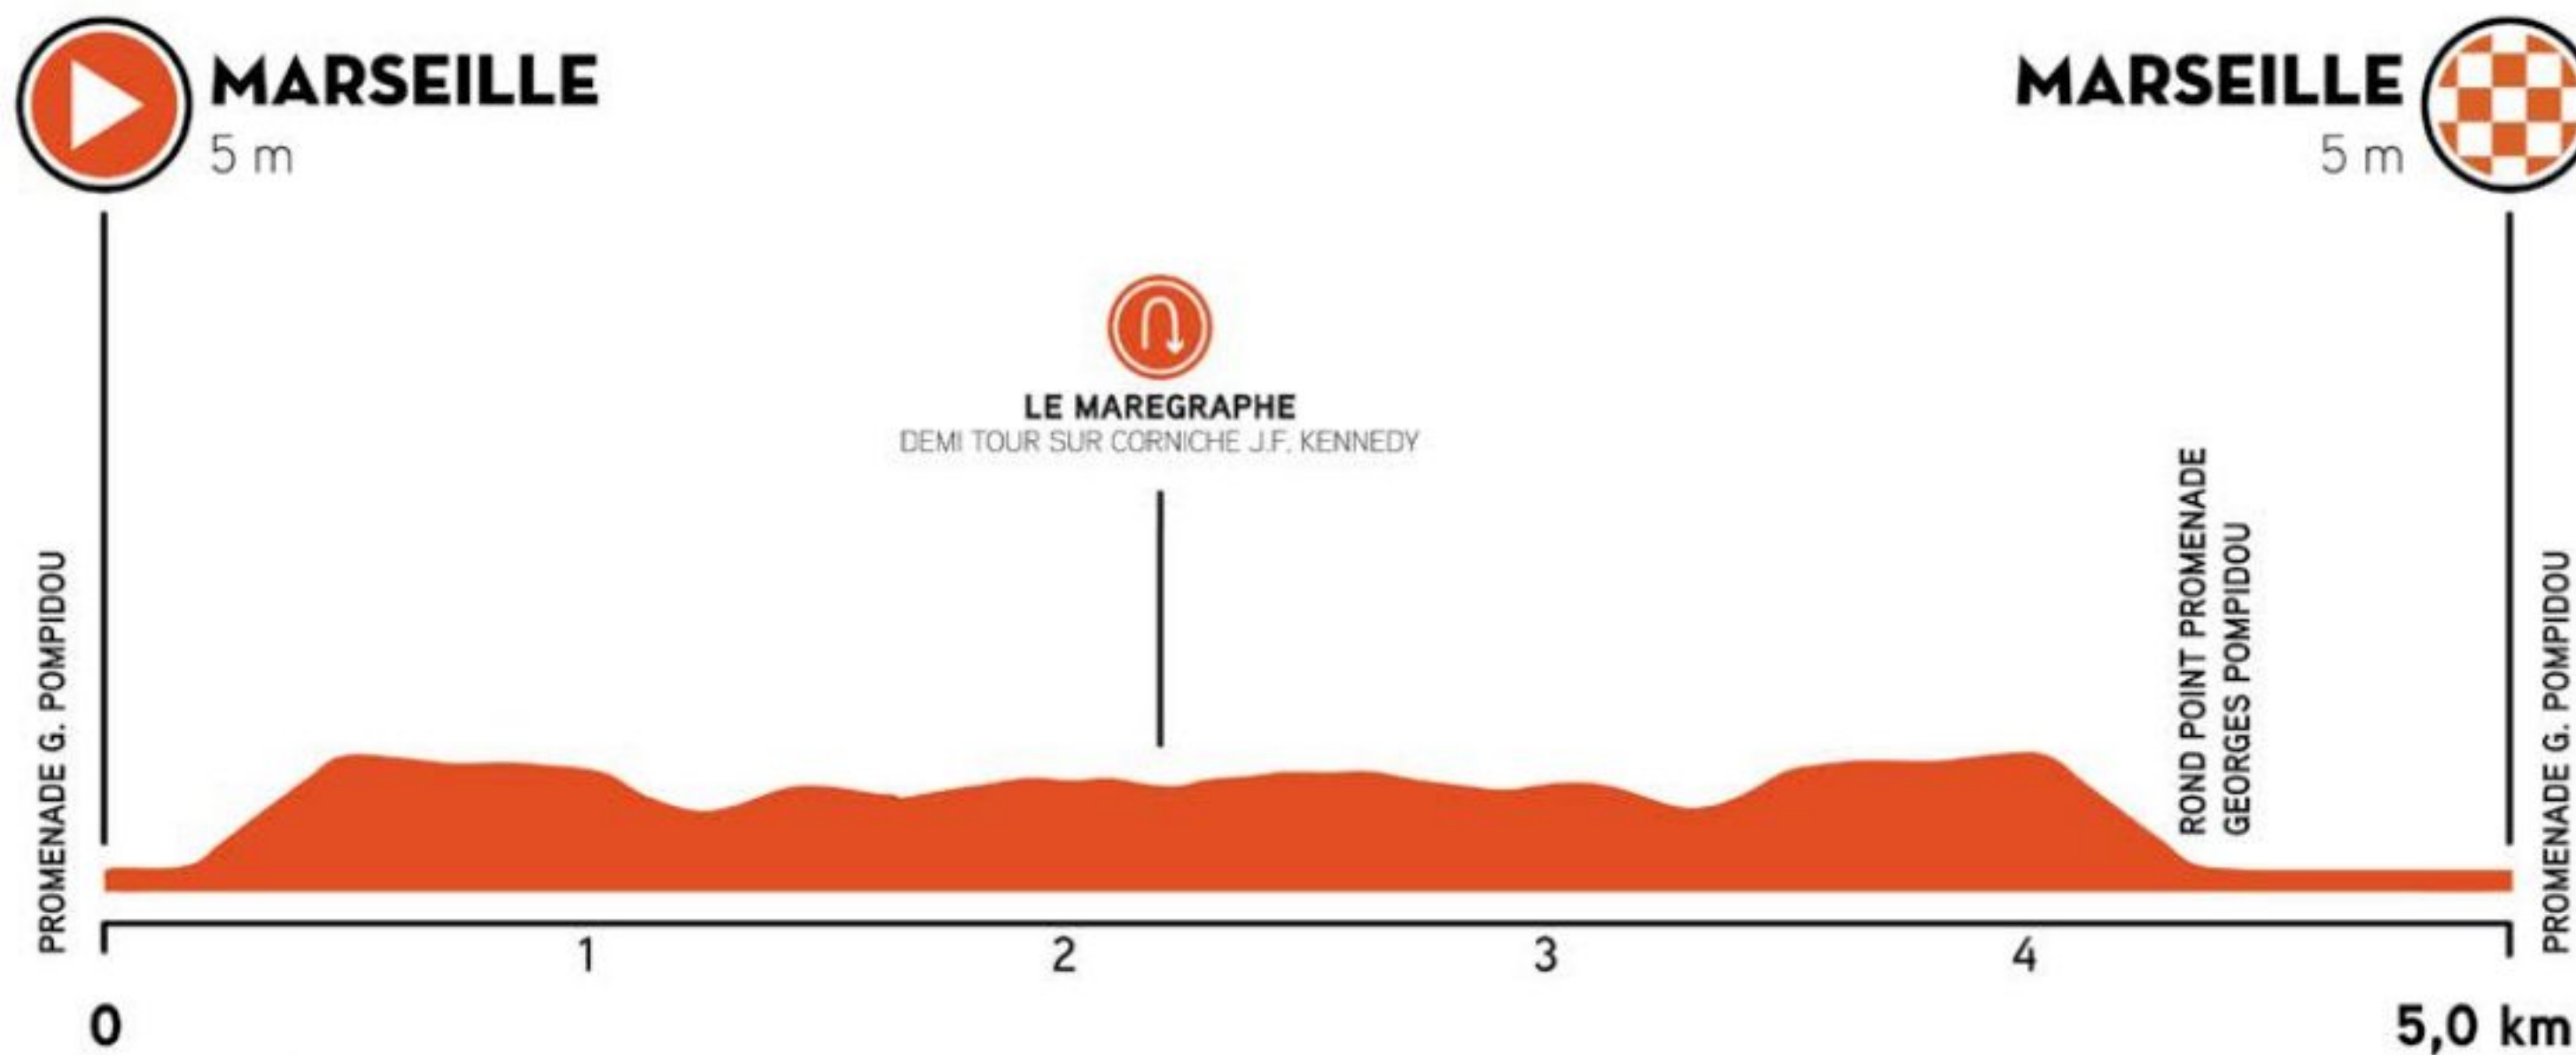 MARSEILLE
5 m
MARSEILLE
5 m
LE MAREGRAPHE
DEMI TOUR SUR CORNICHE J.F. KENNEDY
PROMENADE G. POMPIDOU
ROND POINT PROMENADE
GEORGES POMPIDOU
PROMENADE G. POMPIDOU
1
2
3
4
0
5,0 km